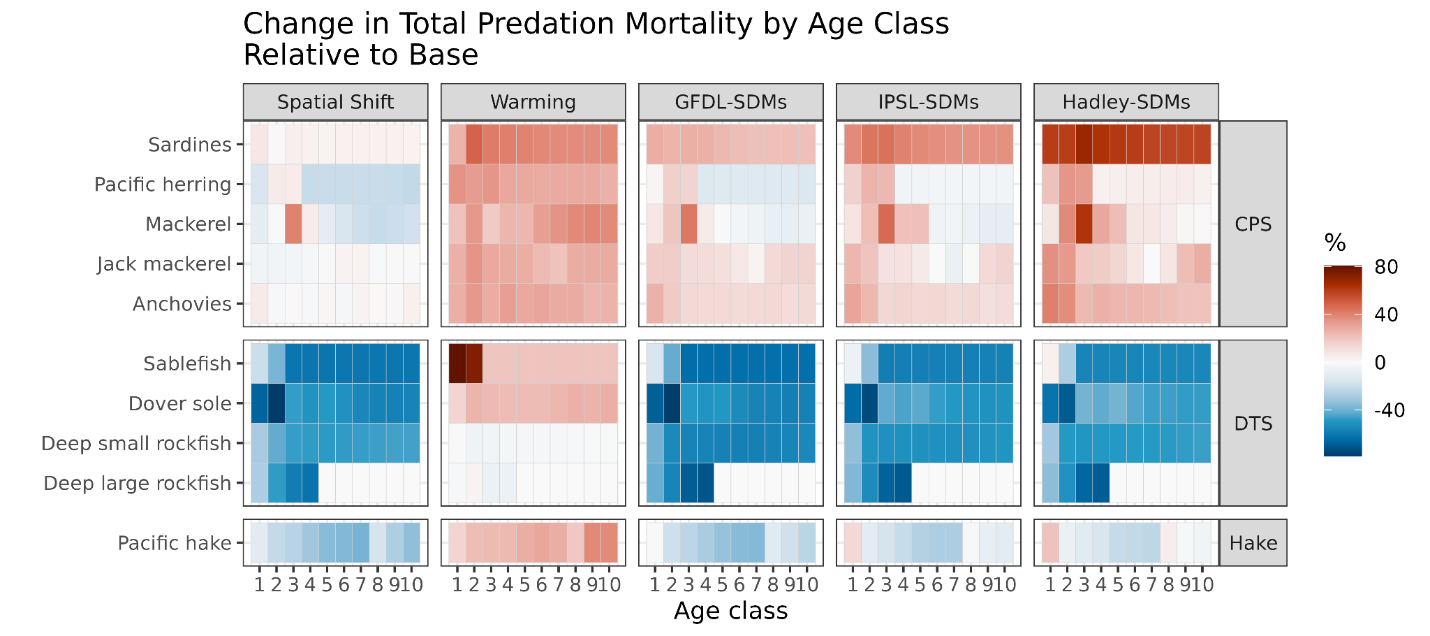 Change in Total Predation Mortality by Age Class
Relative to Base
Spatial Shift
Warming
GFDL-SDMs
IPSL-SDMs
Hadley-SDMs
Sardines
Pacific herring
Mackerel
Jack mackerel
Anchovies
CPS
Sablefish
Dover sole
Deep small rockfish
Deep large rockfish
DTS
Pacific hake
Hake
1 2 3 4 5 6 7 8 9 10
1 2 3 4 5 6 7 8 9 10
1 2 3 4 5 6 7 8 9 10
1 2 3 4 5 6 7 8 9 10
1 2 3 4 5 6 7 8 9 10
Age class
%
80
40
0
-40